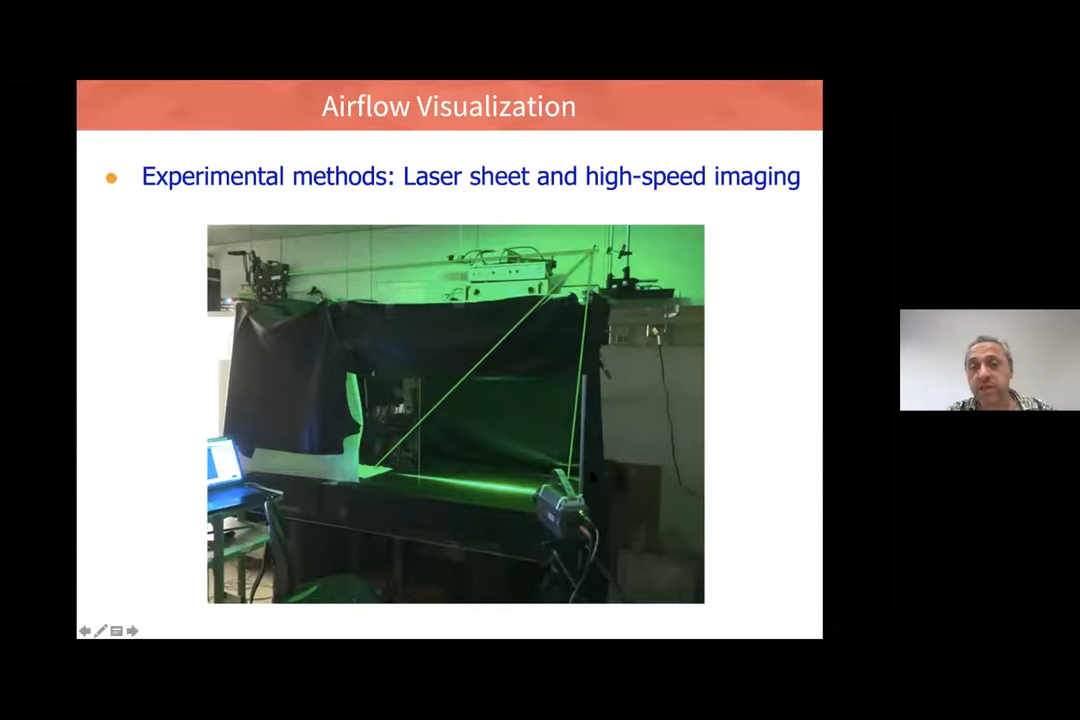 Airflow Visualization
Experimental methods: Laser sheet and high-speed imaging